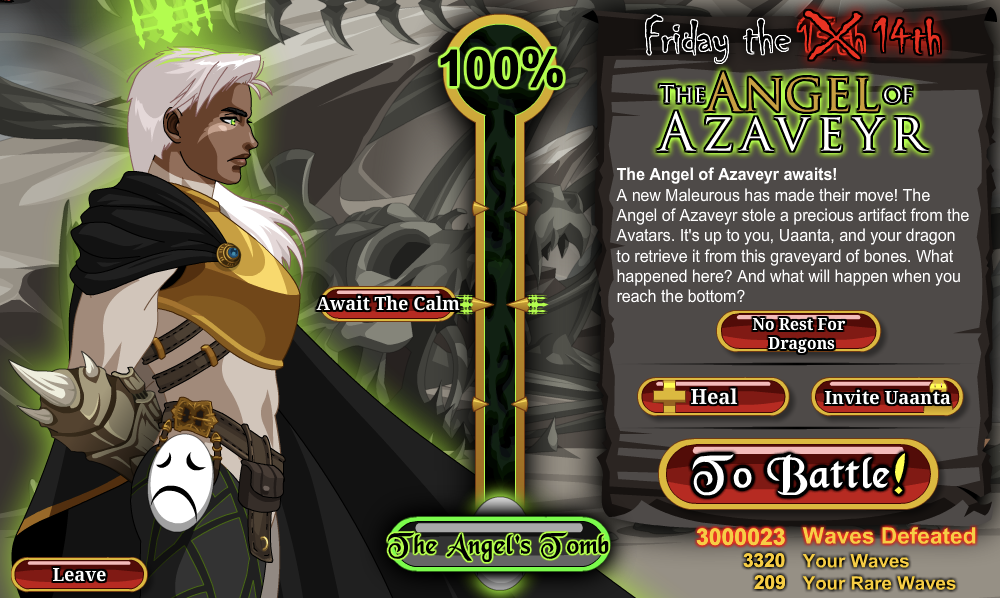 100%
Await The Calm
The Angel's Tomb
Leave
Friday the 13th 14th
THE ANGEL OF
AZAVEYR
The Angel of Azaveyr awaits!
A new Maleurous has made their move! The
Angel of Azaveyr stole a precious artifact from the
Avatars. It's up to you, Uaanta, and your dragon
to retrieve it from this graveyard of bones. What
happened here? And what will happen when you
reach the bottom?
No Rest For
Dragons
Heal
Invite Uaanta
To Battle!
3000023 Waves Defeated
3320 Your Waves
209 Your Rare Waves